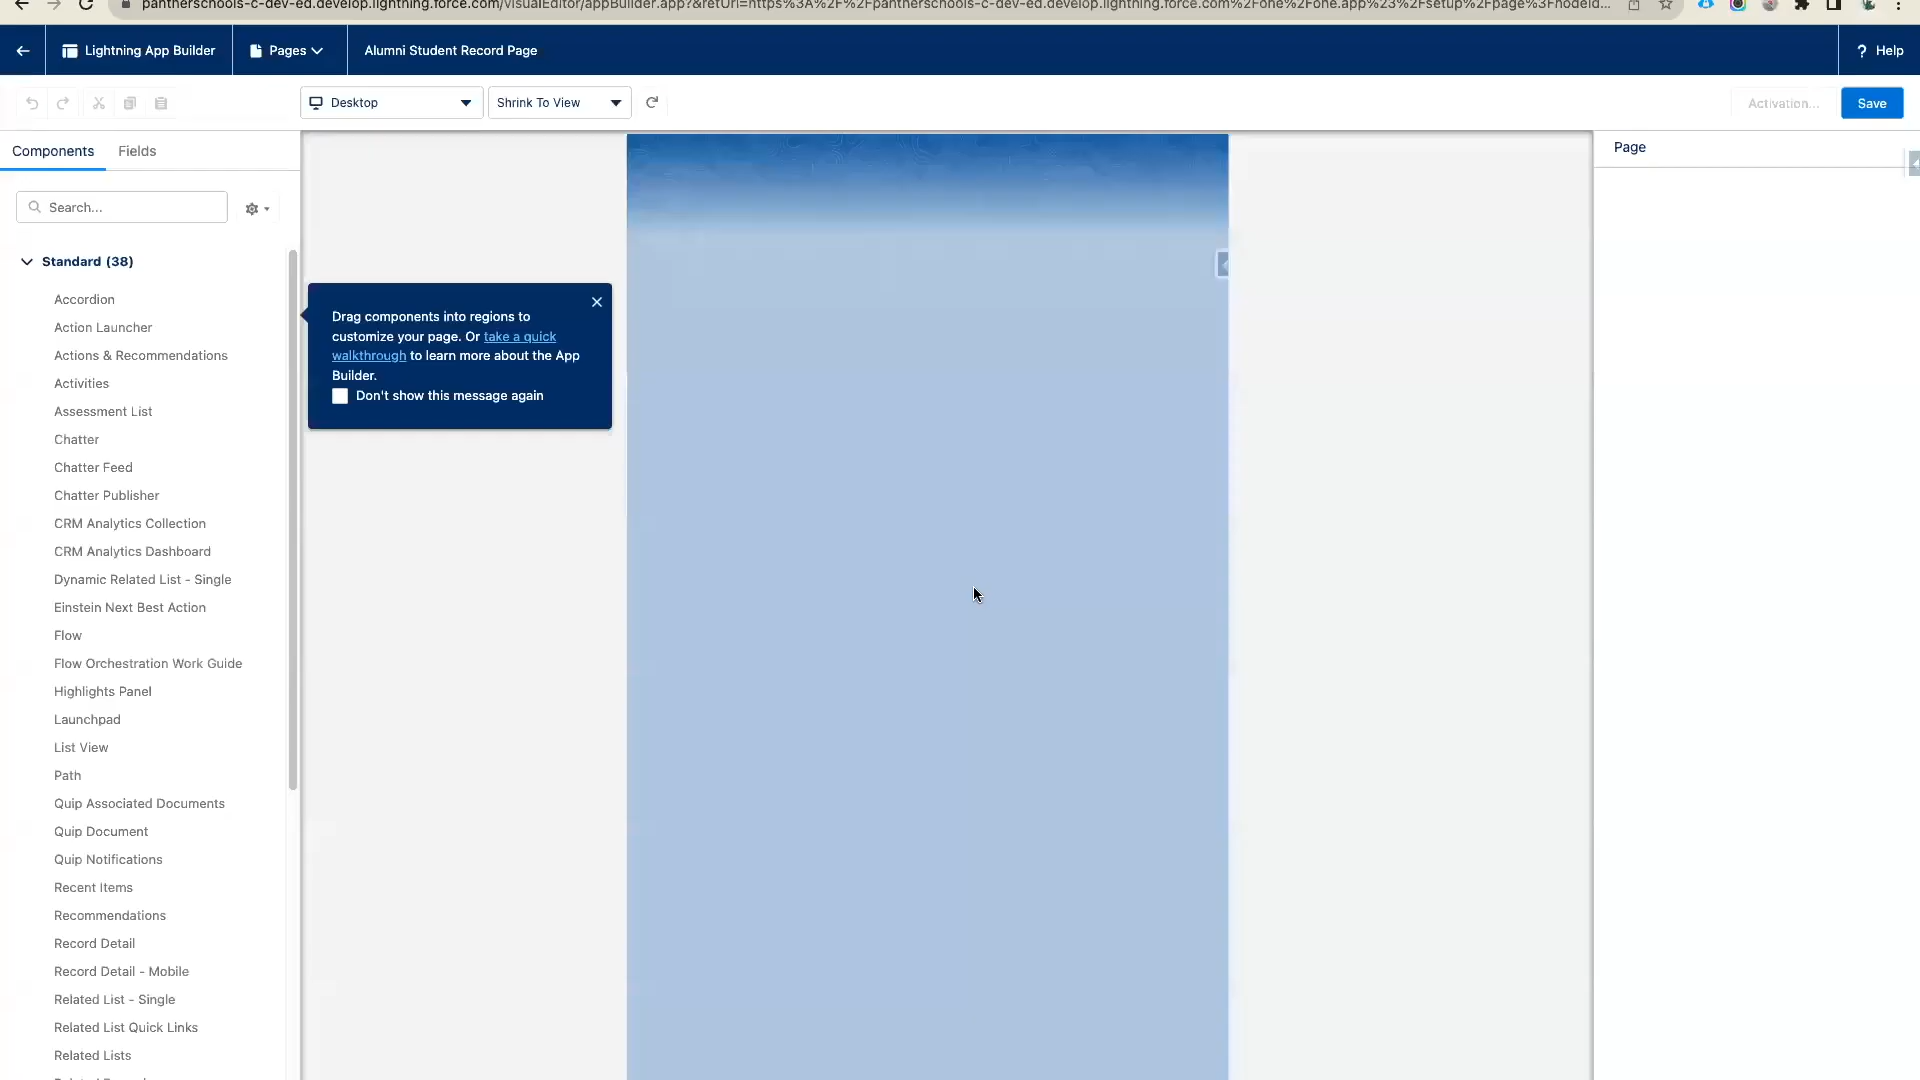 pantherschools-c-dev-ed.develop.lightning.force.com/visualEditor/appBuilder.app?&retUrl=https%3A%2F%2Fpantherschools-c-dev-ed.develop.lightning.force.com%2Fone%2Fone.app%23%2Fsetup%2Fpage%3Fnodeid...
Lightning App Builder
Pages
Alumni Student Record Page
? Help
Desktop
Shrink To View
Activation...
Save
Components
Fields
Page
Search...
Standard (38)
Accordion
Action Launcher
Actions & Recommendations
Activities
Assessment List
Chatter
Chatter Feed
Chatter Publisher
CRM Analytics Collection
CRM Analytics Dashboard
Dynamic Related List - Single
Einstein Next Best Action
Flow
Flow Orchestration Work Guide
Highlights Panel
Launchpad
List View
Path
Quip Associated Documents
Quip Document
Quip Notifications
Recent Items
Recommendations
Record Detail
Record Detail - Mobile
Related List - Single
Related List Quick Links
Related Lists
Drag components into regions to
customize your page. Or take a quick
walkthrough to learn more about the App
Builder.
Don't show this message again